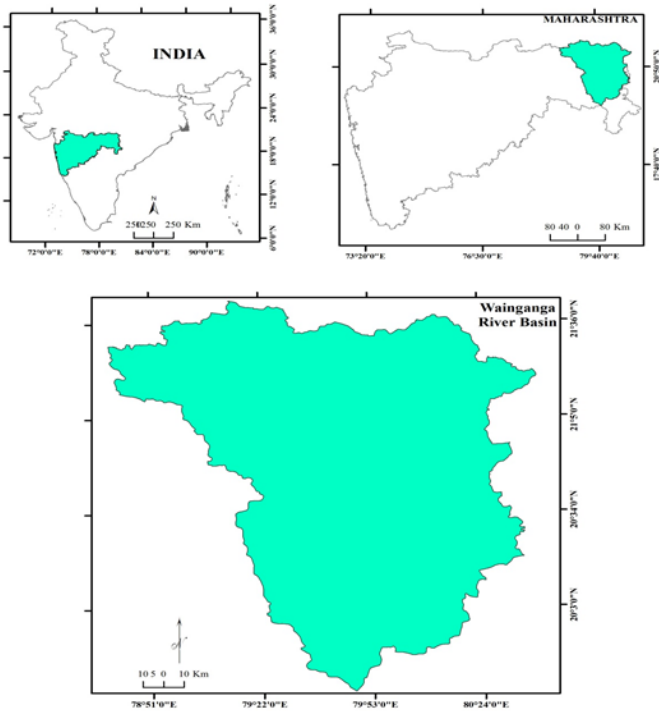 INDIA
36°0'0"N
30°0'0"N
24°0'0"N
18°0'0"N
12°0'0"N
6°0'0"N
N
250 250 Km
72°0'0"E 78°0'0"E 84°0'0"E 90°0'0"E
MAHARASHTRA
20°50'0"N
17°40'0"N
80 40 0 80 Km
73°20'0"E 76°30'0"E 79°40'0"E
Wainganga
River Basin
21°36'0"N
21°5'0"N
20°34'0"N
20°3'0"N
N
10 5 0 10 Km
78°51'0"E 79°22'0"E 79°53'0"E 80°24'0"E